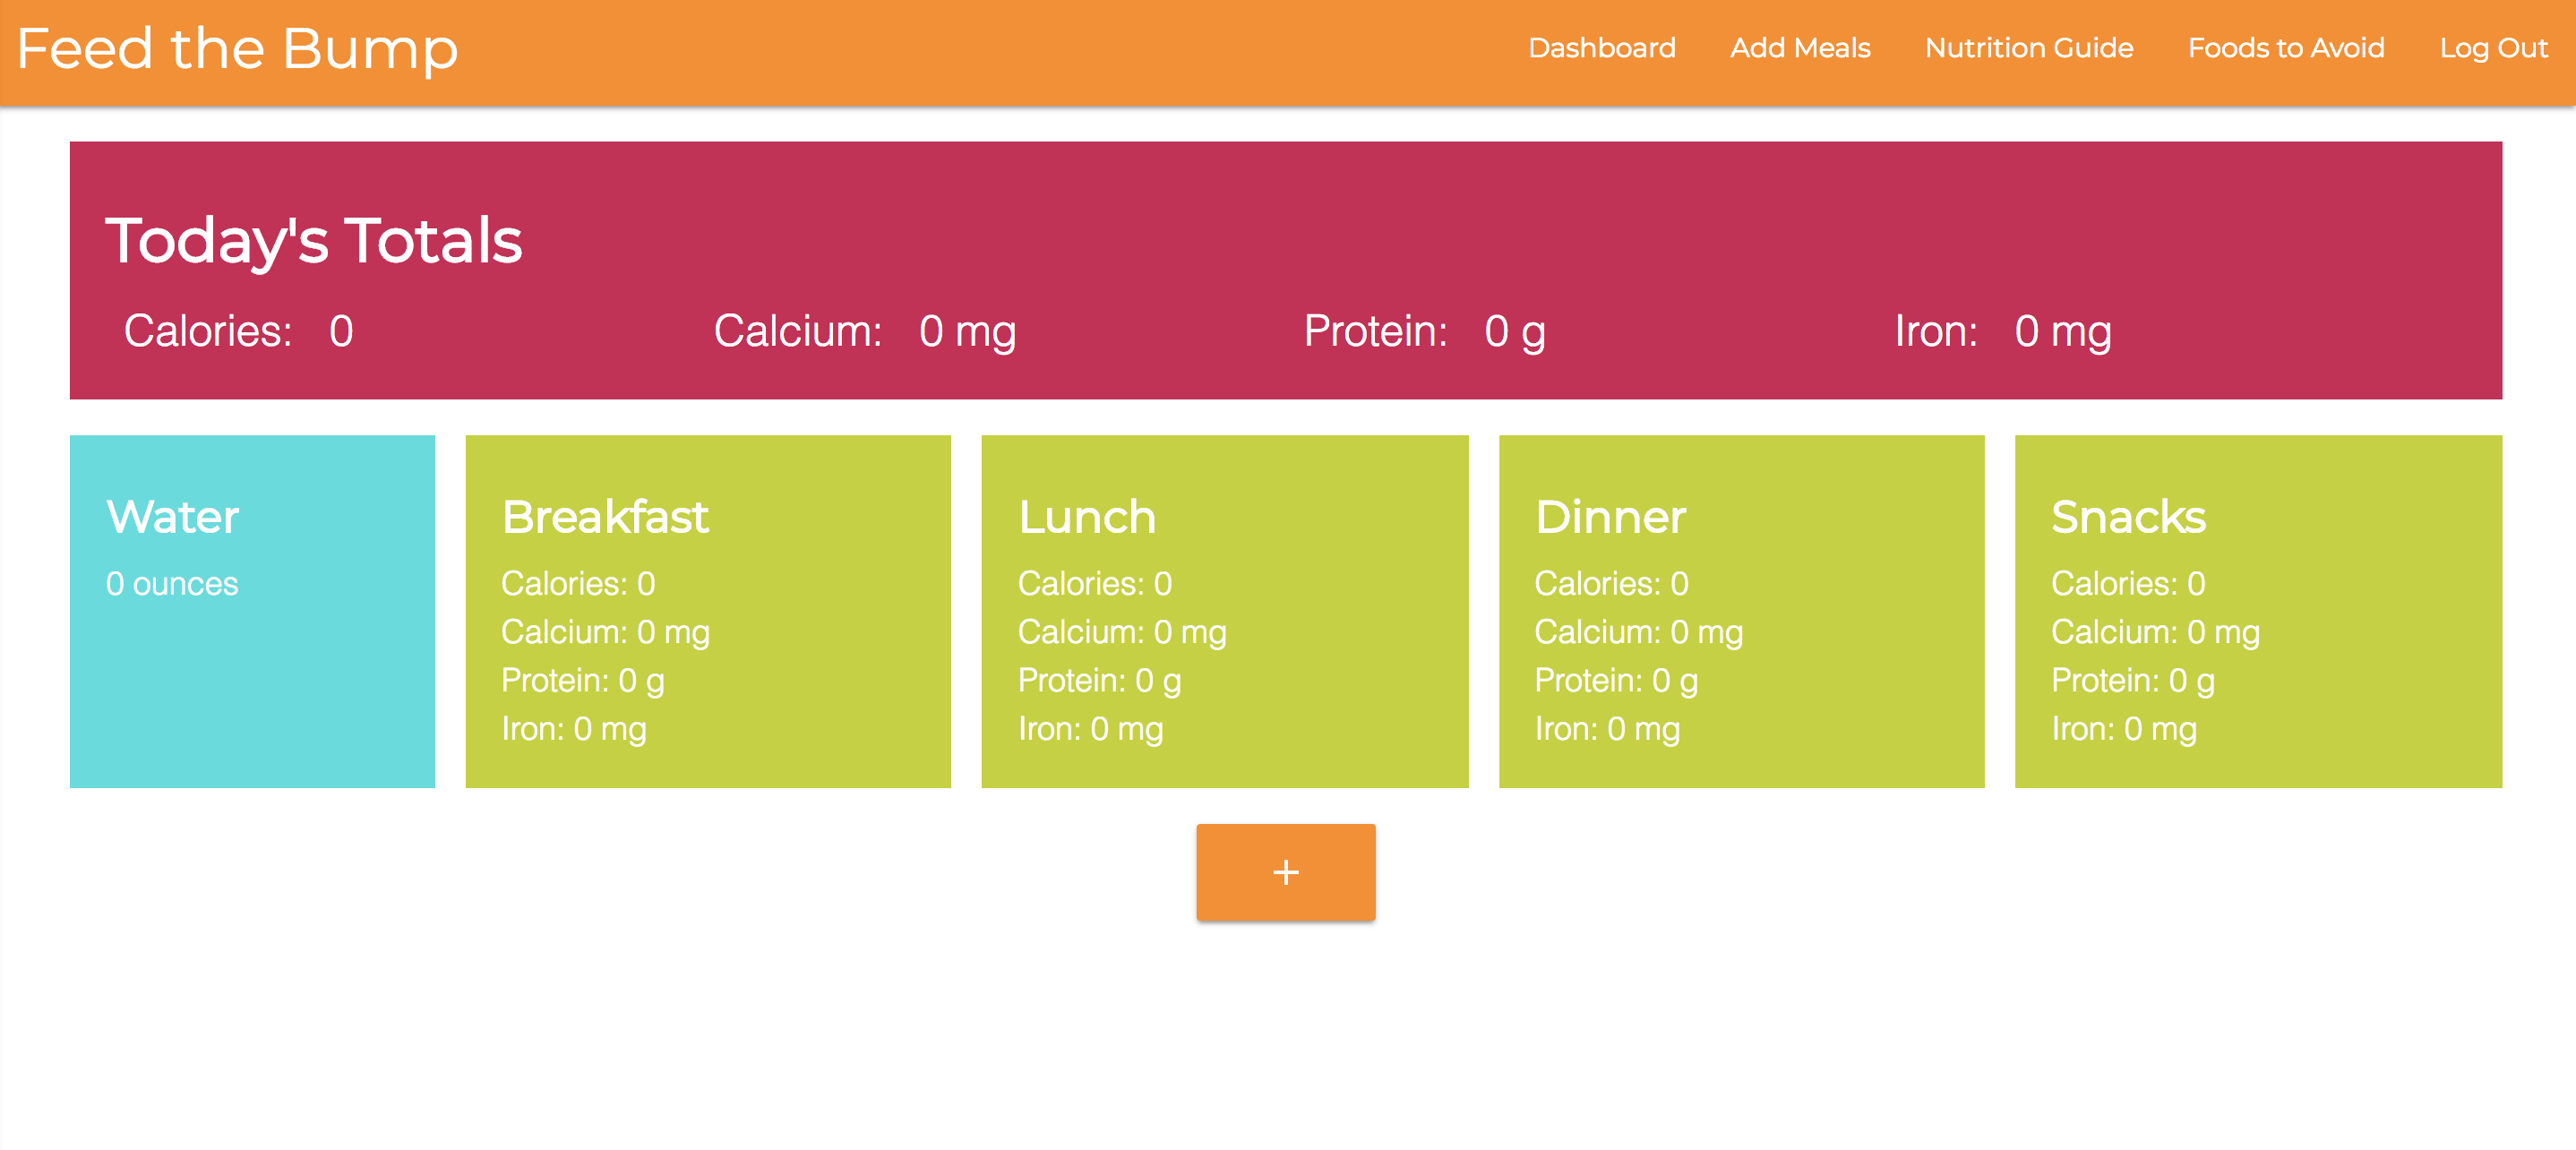 Feed the Bump
Dashboard Add Meals Nutrition Guide Foods to Avoid Log Out
Today's Totals
Calories: 0 Calcium: 0 mg Protein: 0 g Iron: 0 mg
Water
0 ounces
Breakfast
Calories: 0
Calcium: 0 mg
Protein: 0 g
Iron: 0 mg
Lunch
Calories: 0
Calcium: 0 mg
Protein: 0 g
Iron: 0 mg
Dinner
Calories: 0
Calcium: 0 mg
Protein: 0 g
Iron: 0 mg
Snacks
Calories: 0
Calcium: 0 mg
Protein: 0 g
Iron: 0 mg
+